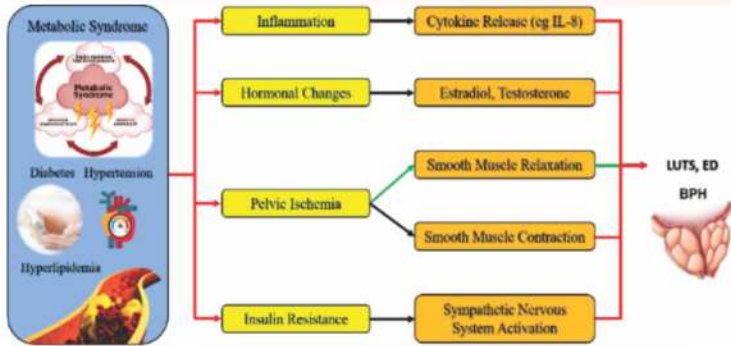 Metabolic Syndrome
Metabolic
Syndrome
Diabetes Hypertension
Hyperlipidemia
Inflammation
Cytokine Release (eg IL-8)
Hormonal Changes
Estradiol, Testosterone
Pelvic Ischemia
Smooth Muscle Relaxation
Smooth Muscle Contraction
Insulin Resistance
Sympathetic Nervous
System Activation
LUTS, ED
BPH